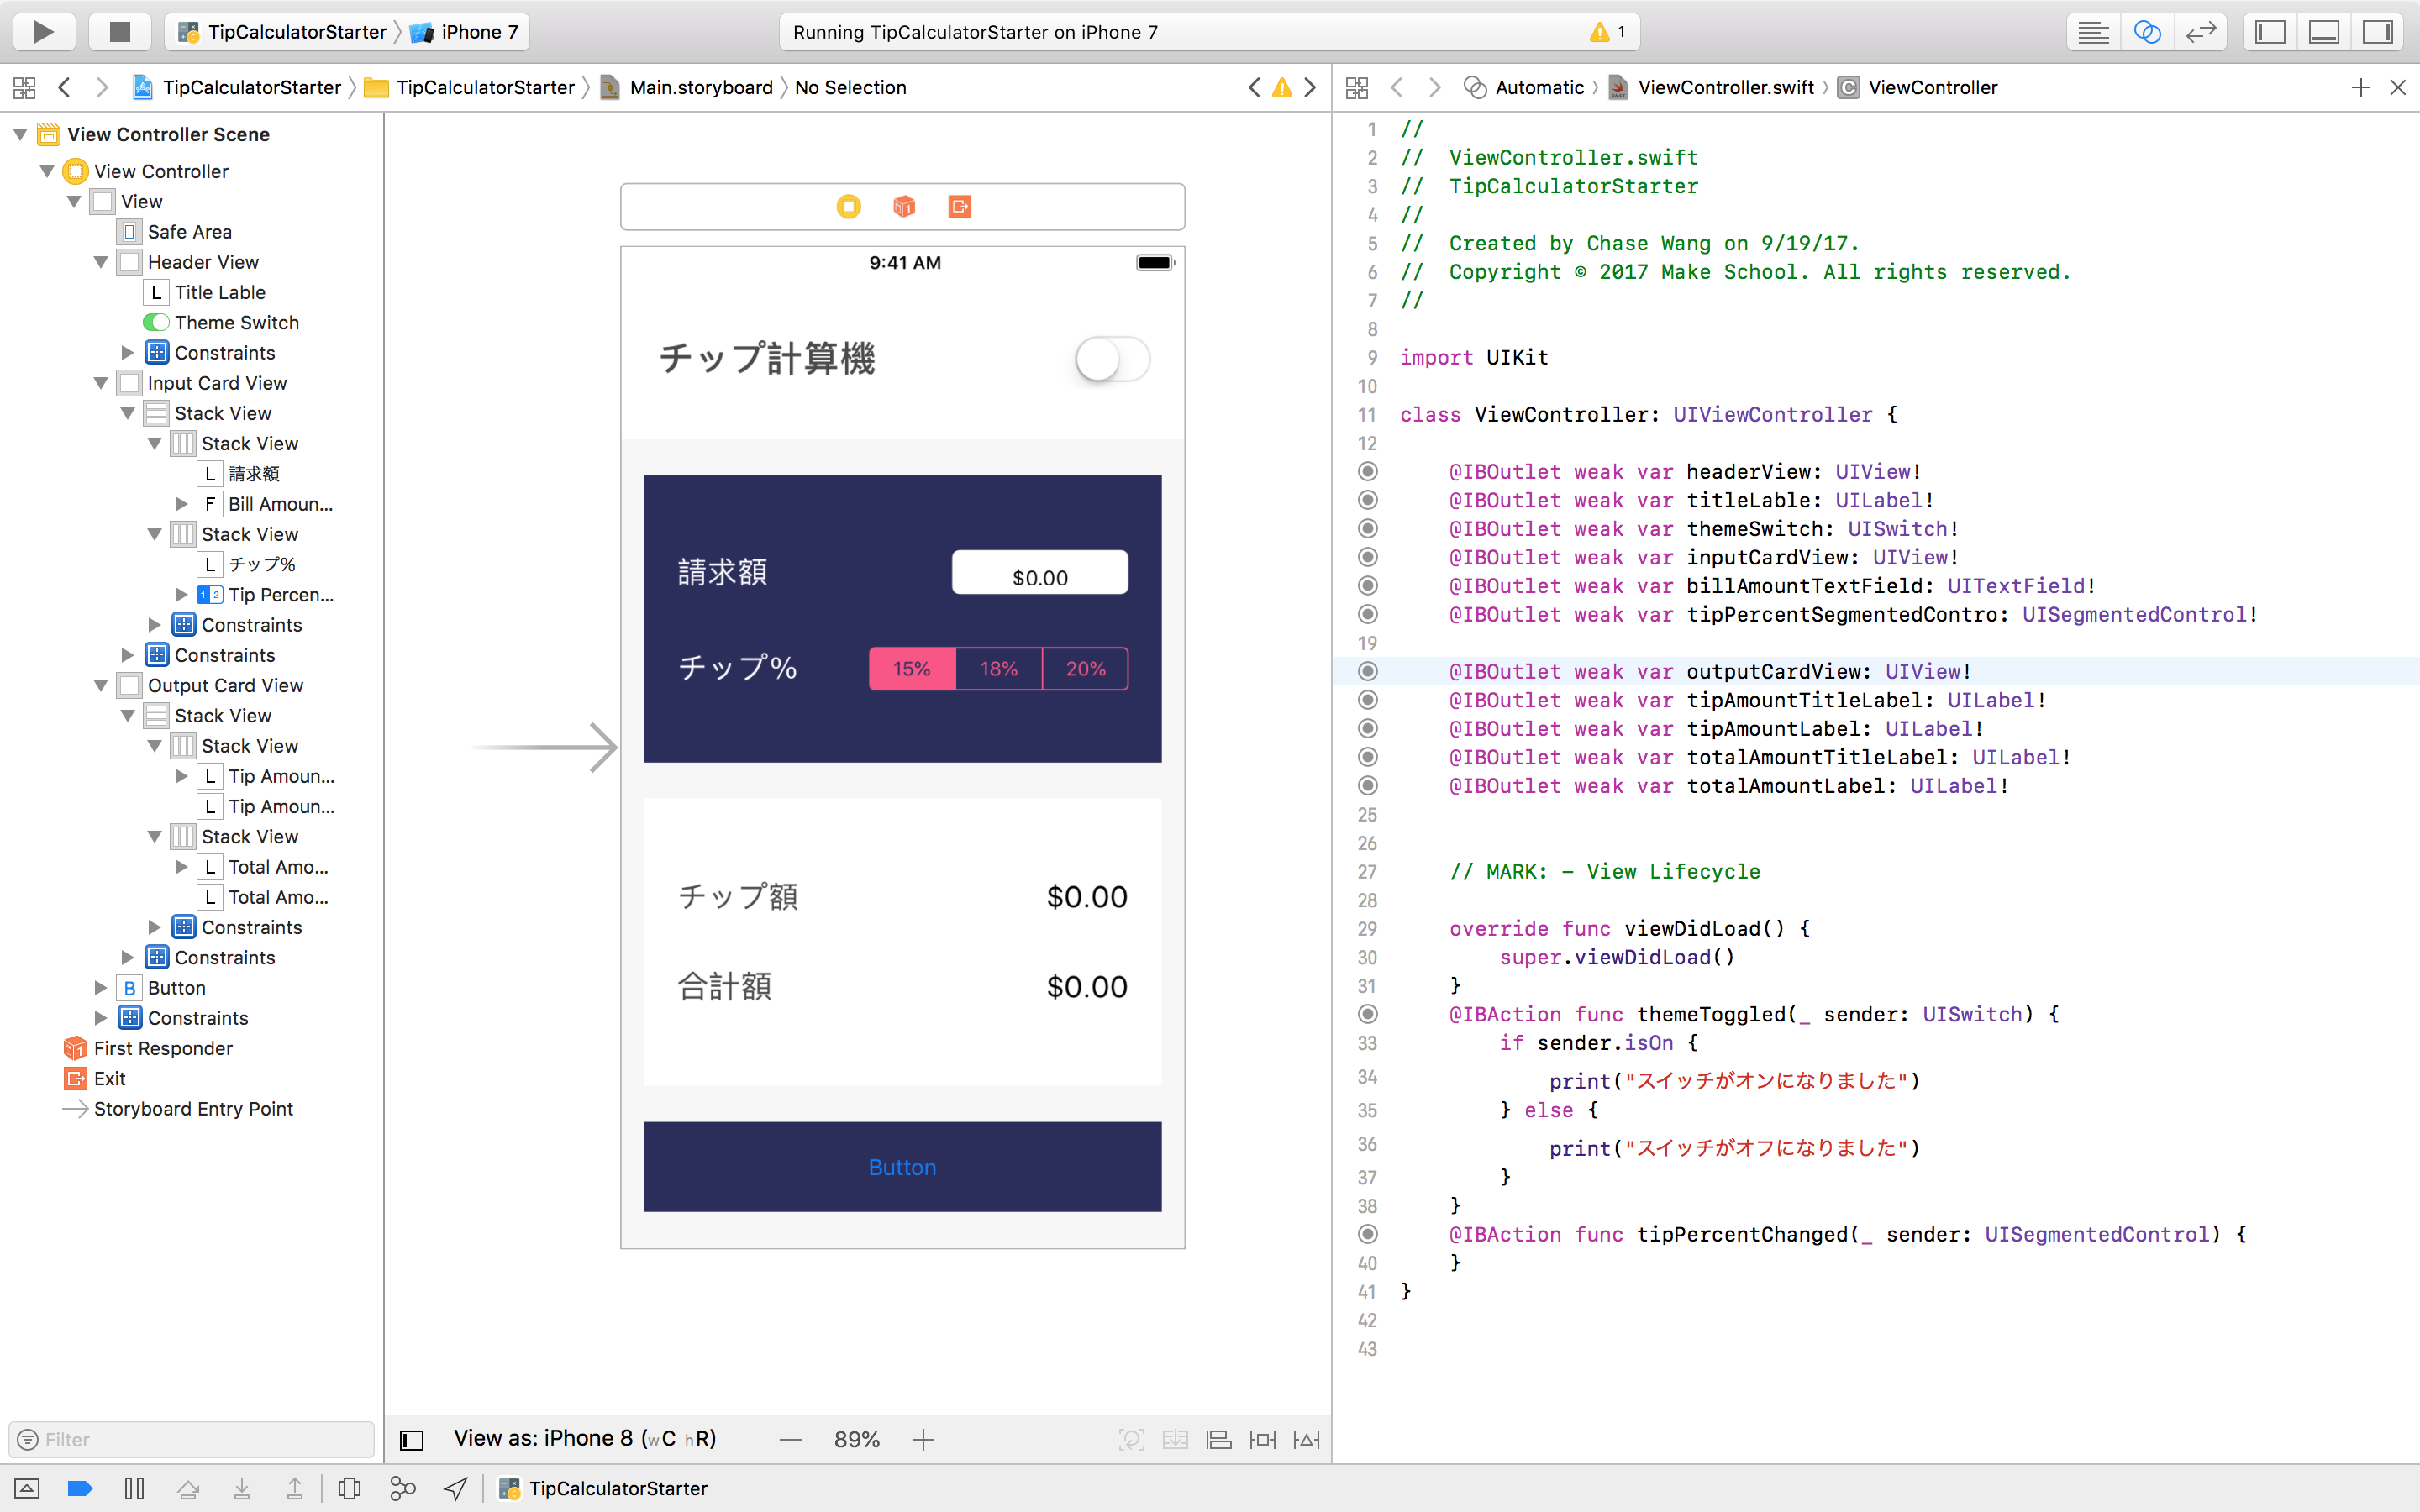 TipCalculatorStarter 〉 iPhone 7
Running TipCalculatorStarter on iPhone 7
1
TipCalculatorStarter 〉 TipCalculatorStarter 〉 Main.storyboard 〉 No Selection
Automatic 〉 ViewController.swift 〉 C ViewController
View Controller Scene
View Controller
View
Safe Area
Header View
L Title Lable
Theme Switch
Constraints
Input Card View
Stack View
Stack View
L 請求額
F Bill Amoun...
Stack View
L チップ%
1 2 Tip Percen...
Constraints
Constraints
Output Card View
Stack View
Stack View
L Tip Amoun...
L Tip Amoun...
Stack View
L Total Amo...
L Total Amo...
Constraints
Constraints
B Button
Constraints
First Responder
Exit
Storyboard Entry Point
Filter
9:41 AM
チップ計算機
請求額 $0.00
チップ% 15% 18% 20%
チップ額 $0.00
合計額 $0.00
Button
View as: iPhone 8 (wC hR)
89%
1 //
2 //  ViewController.swift
3 //  TipCalculatorStarter
4 //
5 //  Created by Chase Wang on 9/19/17.
6 //  Copyright © 2017 Make School. All rights reserved.
7 //
8
9 import UIKit
10
11 class ViewController: UIViewController {
12
@IBOutlet weak var headerView: UIView!
@IBOutlet weak var titleLable: UILabel!
@IBOutlet weak var themeSwitch: UISwitch!
@IBOutlet weak var inputCardView: UIView!
@IBOutlet weak var billAmountTextField: UITextField!
@IBOutlet weak var tipPercentSegmentedContro: UISegmentedControl!
19
@IBOutlet weak var outputCardView: UIView!
@IBOutlet weak var tipAmountTitleLabel: UILabel!
@IBOutlet weak var tipAmountLabel: UILabel!
@IBOutlet weak var totalAmountTitleLabel: UILabel!
@IBOutlet weak var totalAmountLabel: UILabel!
25
26
27 // MARK: - View Lifecycle
28
29 override func viewDidLoad() {
30 super.viewDidLoad()
31 }
@IBAction func themeToggled(_ sender: UISwitch) {
33 if sender.isOn {
34 print("スイッチがオンになりました")
35 } else {
36 print("スイッチがオフになりました")
37 }
38 }
@IBAction func tipPercentChanged(_ sender: UISegmentedControl) {
40 }
41 }
42
43
TipCalculatorStarter